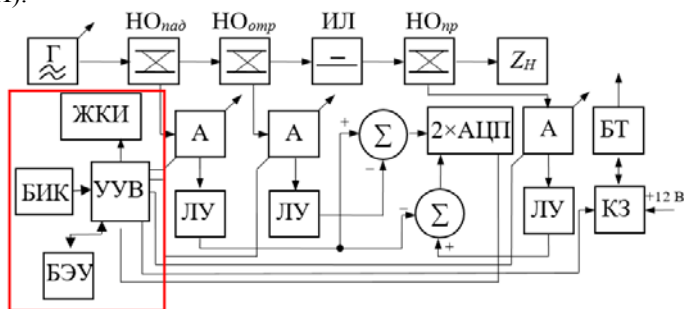 НОпад НОотр ИЛ НОпр
Г ZН
ЖКИ А А + Σ 2×АЦП А БТ
БИК УУВ − − +12 В
ЛУ ЛУ Σ ЛУ КЗ
БЭУ +